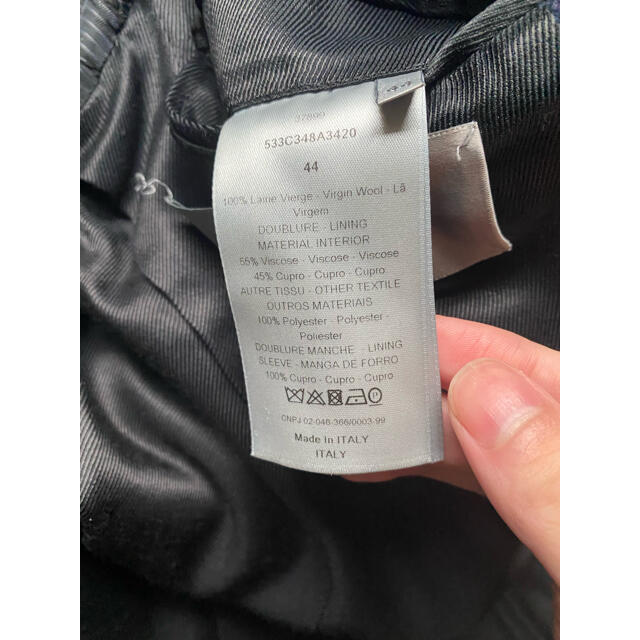 44
37899
533C348A3420
44
100% Laine Vierge - Virgin Wool - Lã
Virgem
DOUBLURE - LINING
MATERIAL INTERIOR
55% Viscose - Viscose - Viscose
45% Cupro - Cupro - Cupro
AUTRE TISSU - OTHER TEXTILE
OUTROS MATERIAIS
100% Polyester - Polyester -
Poliester
DOUBLURE MANCHE - LINING
SLEEVE - MANGA DE FORRO
100% Cupro - Cupro - Cupro
CNPJ 02-046-366/0003-99
Made in ITALY
ITALY